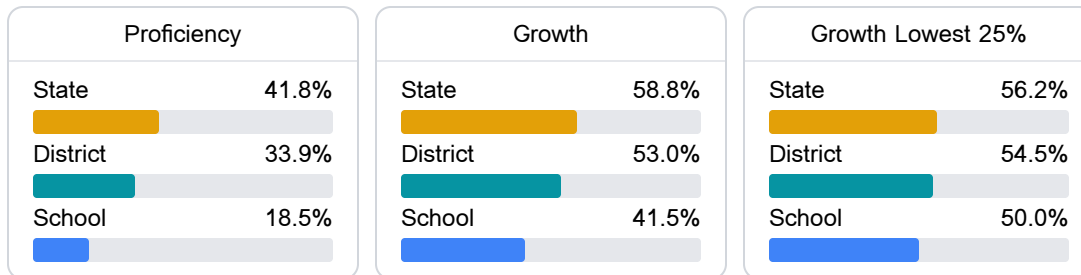 Proficiency
State 41.8%
District 33.9%
School 18.5%
Growth
State 58.8%
District 53.0%
School 41.5%
Growth Lowest 25%
State 56.2%
District 54.5%
School 50.0%